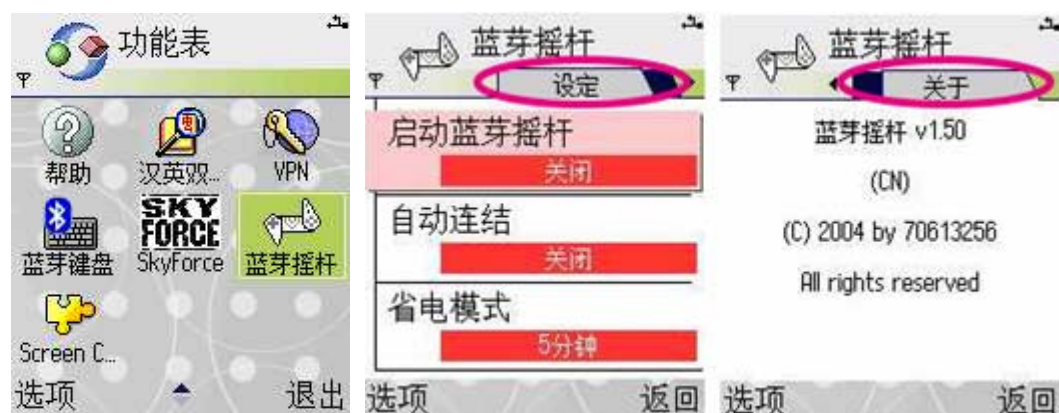 功能表
帮助
汉英双...
VPN
蓝芽键盘
SKY
FORCE
SkyForce
蓝芽摇杆
Screen C...
选项
退出
蓝芽摇杆
设定
启动蓝芽摇杆
关闭
自动连结
关闭
省电模式
5分钟
选项
返回
蓝芽摇杆
关于
蓝芽摇杆 v1.50
(CN)
(C) 2004 by 70613256
All rights reserved
选项
返回